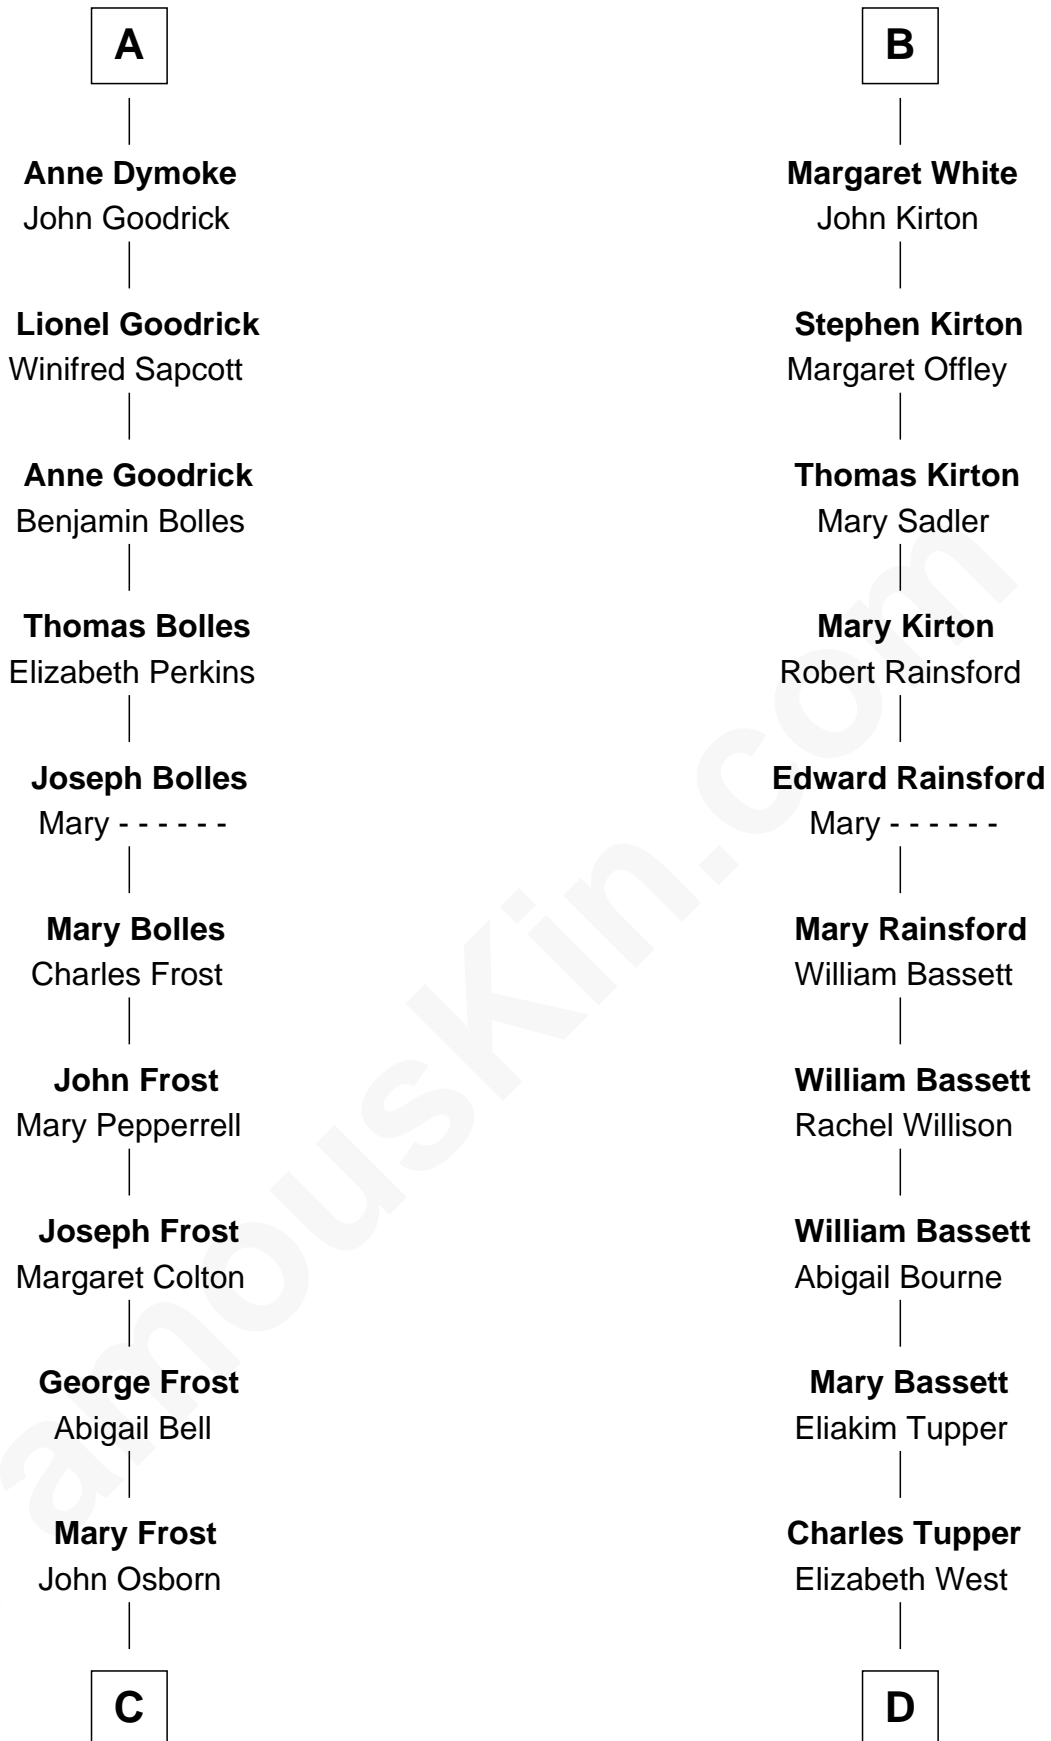 A
Anne Dymoke
John Goodrick
Lionel Goodrick
Winifred Sapcott
Anne Goodrick
Benjamin Bolles
Thomas Bolles
Elizabeth Perkins
Joseph Bolles
Mary - - - - - -
Mary Bolles
Charles Frost
John Frost
Mary Pepperrell
Joseph Frost
Margaret Colton
George Frost
Abigail Bell
Mary Frost
John Osborn
C
B
Margaret White
John Kirton
Stephen Kirton
Margaret Offley
Thomas Kirton
Mary Sadler
Mary Kirton
Robert Rainsford
Edward Rainsford
Mary - - - - - -
Mary Rainsford
William Bassett
William Bassett
Rachel Willison
William Bassett
Abigail Bourne
Mary Bassett
Eliakim Tupper
Charles Tupper
Elizabeth West
D
amousKin.com